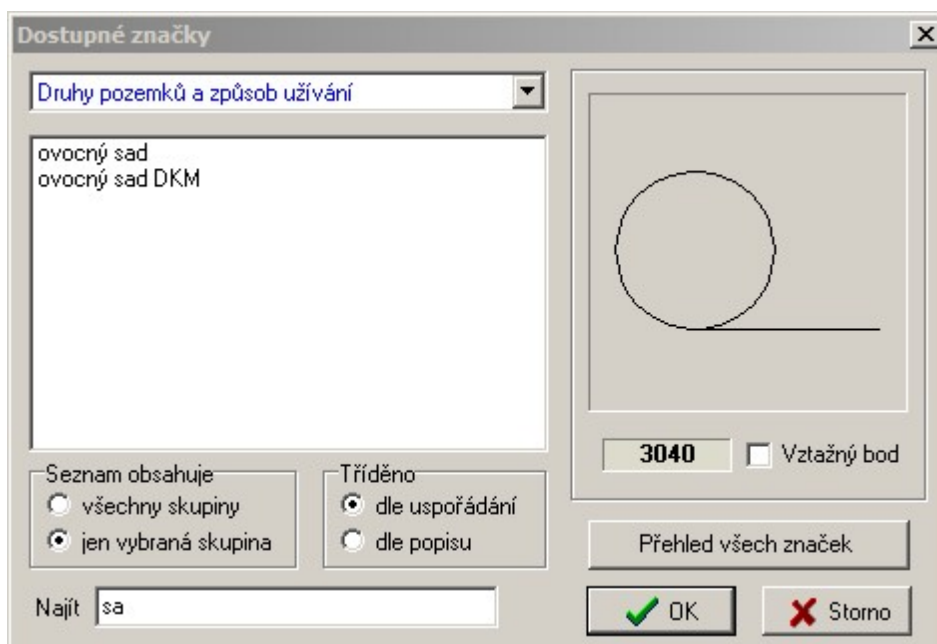 Dostupné značky
Druhy pozemků a způsob užívání
ovocný sad
ovocný sad DKM
3040
Vztažný bod
Seznam obsahuje
všechny skupiny
jen vybraná skupina
Tříděno
dle uspořádání
dle popisu
Přehled všech značek
Najít
sa
OK
Storno